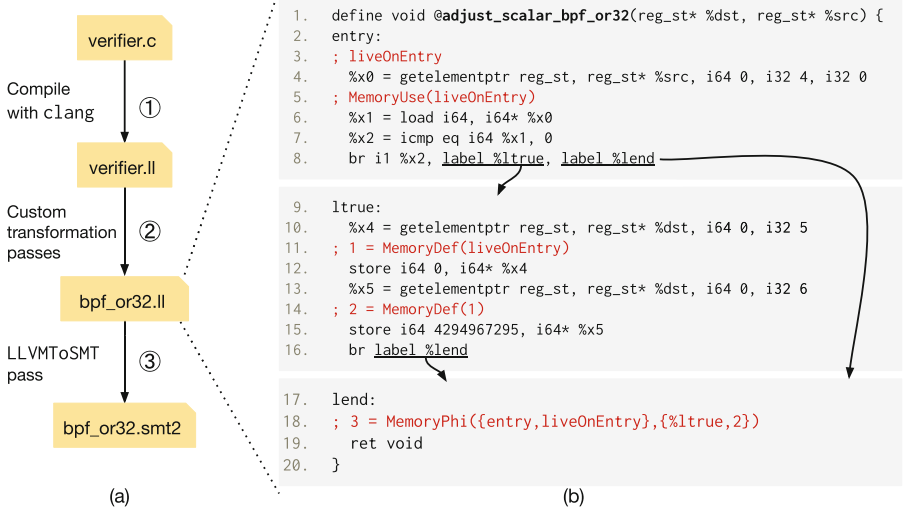 verifier.c
Compile
with clang
①
verifier.ll
Custom
transformation
passes
②
bpf_or32.ll
LLVMToSMT
pass
③
bpf_or32.smt2
(a)
1. define void @adjust_scalar_bpf_or32(reg_st* %dst, reg_st* %src) {
2. entry:
3. ; liveOnEntry
4. %x0 = getelementptr reg_st, reg_st* %src, i64 0, i32 4, i32 0
5. ; MemoryUse(liveOnEntry)
6. %x1 = load i64, i64* %x0
7. %x2 = icmp eq i64 %x1, 0
8. br i1 %x2, label %ltrue, label %lend
9. ltrue:
10. %x4 = getelementptr reg_st, reg_st* %dst, i64 0, i32 5
11. ; 1 = MemoryDef(liveOnEntry)
12. store i64 0, i64* %x4
13. %x5 = getelementptr reg_st, reg_st* %dst, i64 0, i32 6
14. ; 2 = MemoryDef(1)
15. store i64 4294967295, i64* %x5
16. br label %lend
17. lend:
18. ; 3 = MemoryPhi({entry,liveOnEntry},{%ltrue,2})
19. ret void
20. }
(b)